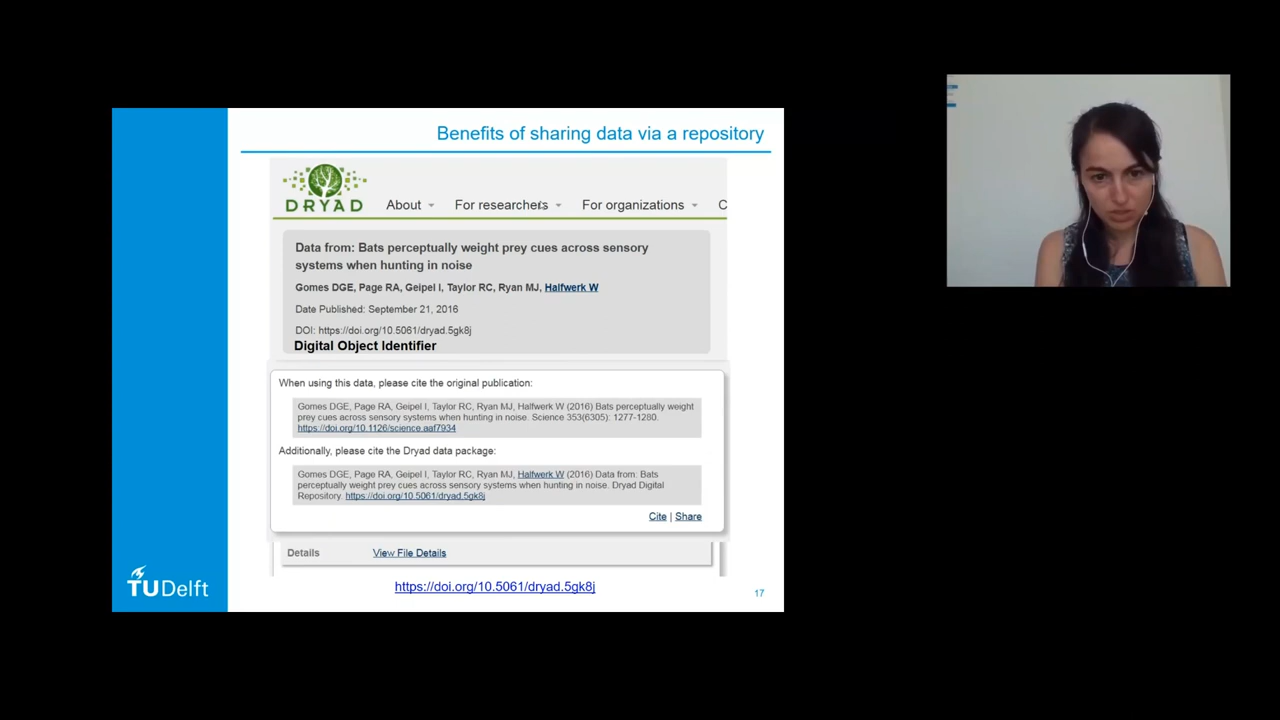 Benefits of sharing data via a repository
DRYAD
About
For researchers
For organizations
C
Data from: Bats perceptually weight prey cues across sensory
systems when hunting in noise
Gomes DGE, Page RA, Geipel I, Taylor RC, Ryan MJ, Halfwerk W
Date Published: September 21, 2016
DOI: https://doi.org/10.5061/dryad.5gk8j
Digital Object Identifier
When using this data, please cite the original publication:
Gomes DGE, Page RA, Geipel I, Taylor RC, Ryan MJ, Halfwerk W (2016) Bats perceptually weight
prey cues across sensory systems when hunting in noise. Science 353(6305): 1277-1280.
https://doi.org/10.1126/science.aaf7934
Additionally, please cite the Dryad data package:
Gomes DGE, Page RA, Geipel I, Taylor RC, Ryan MJ, Halfwerk W (2016) Data from: Bats
perceptually weight prey cues across sensory systems when hunting in noise. Dryad Digital
Repository. https://doi.org/10.5061/dryad.5gk8j
Cite | Share
Details View File Details
https://doi.org/10.5061/dryad.5gk8j
TUDelft
17